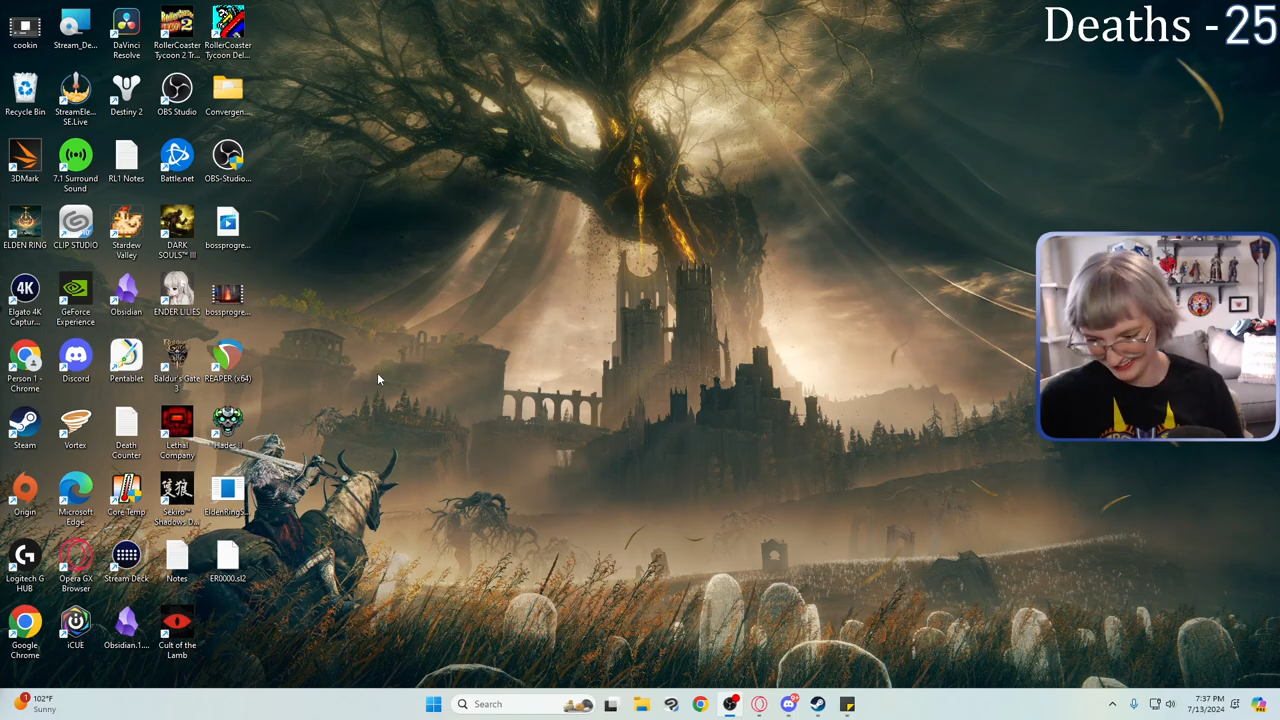 Deaths - 25
cookin
Stream_De...
DaVinci
Resolve
RollerCoaster
Tycoon 2 Tr...
RollerCoaster
Tycoon Del...
Recycle Bin
StreamEle...
SE.Live
Destiny 2
OBS Studio
Convergen...
3DMark
7.1 Surround
Sound
RL1 Notes
Battle.net
OBS-Studio...
ELDEN RING
CLIP STUDIO
Stardew
Valley
DARK
SOULS™ III
bossprogre...
Elgato 4K
Captur...
GeForce
Experience
Obsidian
ENDER LILIES
bossprogre...
Person 1 -
Chrome
Discord
Pentablet
Baldur's Gate
3
REAPER (x64)
Steam
Vortex
Death
Counter
Lethal
Company
Hades II
Origin
Microsoft
Edge
Core Temp
Sekiro™
Shadows D...
EldenRingS...
Logitech G
HUB
Opera GX
Browser
Stream Deck
Notes
ER0000.sl2
Google
Chrome
iCUE
Obsidian.1....
Cult of the
Lamb
102°F
Sunny
Search
7:37 PM
7/13/2024